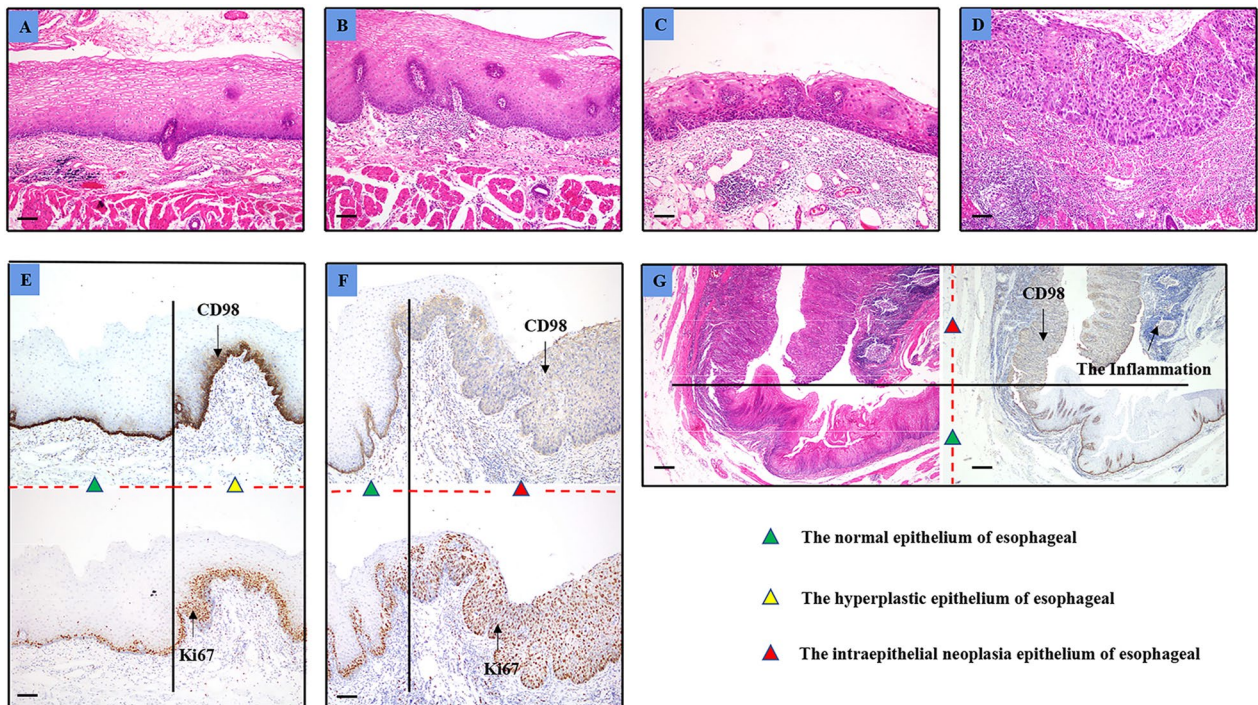 A
B
C
D
E
CD98
Ki67
F
CD98
Ki67
G
CD98
The Inflammation
The normal epithelium of esophageal
The hyperplastic epithelium of esophageal
The intraepithelial neoplasia epithelium of esophageal